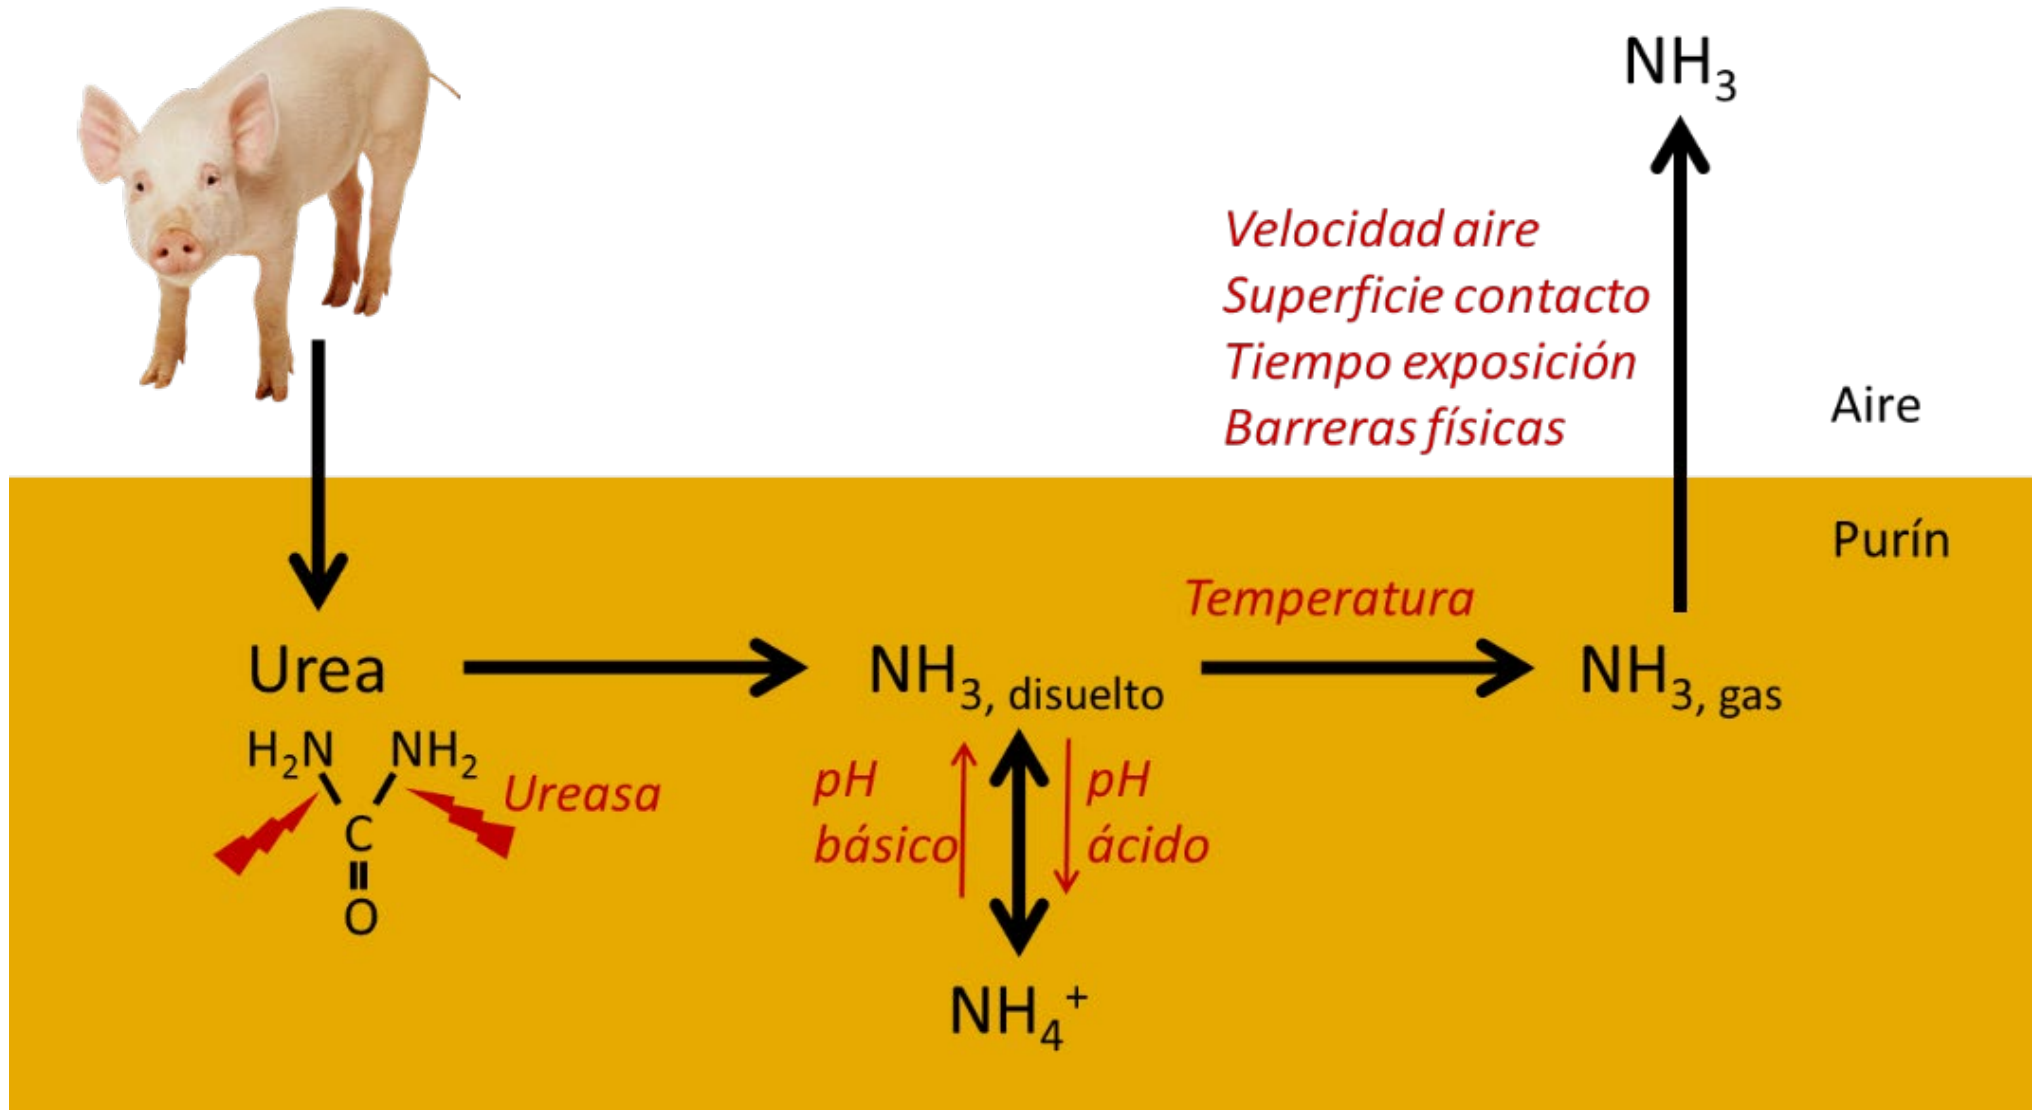 NH3
Velocidad aire
Superficie contacto
Tiempo exposición
Barreras físicas
Aire
Purín
Temperatura
Urea
NH3, disuelto
NH3, gas
H2N NH2
Ureasa
C
O
pH
básico
pH
ácido
NH4+